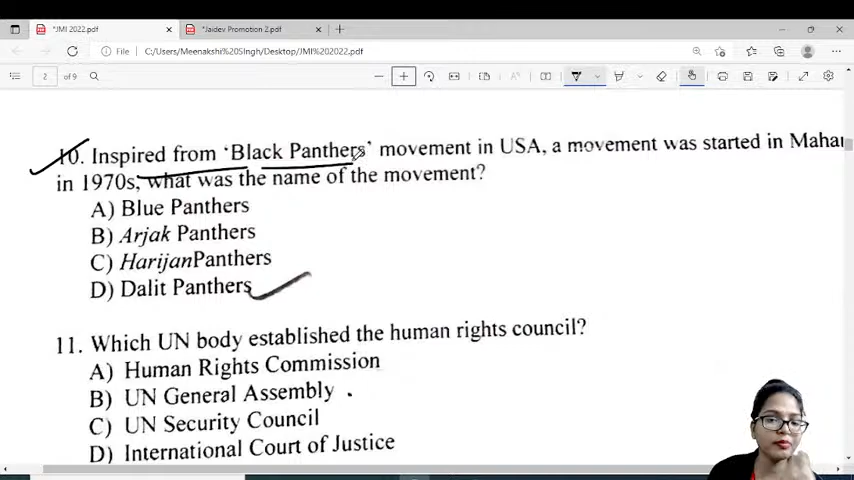 *JMI 2022.pdf
*Jaidev Promotion 2.pdf
File
C:/Users/Meenakshi%20Singh/Desktop/JMI%202022.pdf
2 of 9
10. Inspired from 'Black Panthers' movement in USA, a movement was started in Mahar
in 1970s, what was the name of the movement?
A) Blue Panthers
B) Arjak Panthers
C) HarijanPanthers
D) Dalit Panthers
11. Which UN body established the human rights council?
A) Human Rights Commission
B) UN General Assembly
C) UN Security Council
D) International Court of Justice